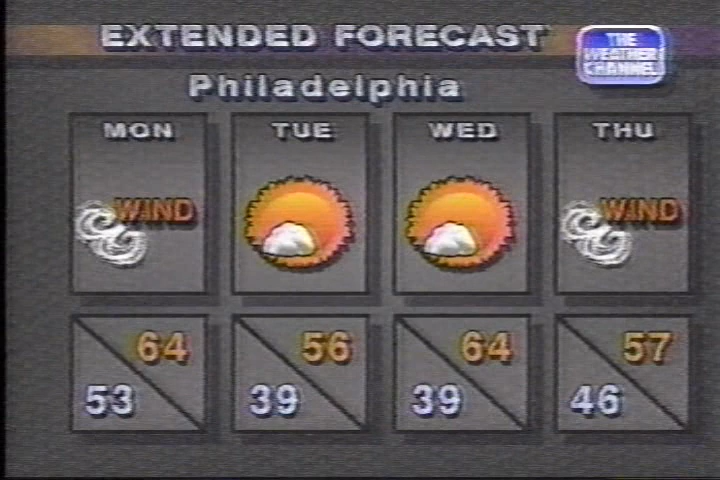 EXTENDED FORECAST
THE
WEATHER
CHANNEL
Philadelphia
MON TUE WED THU
WIND WIND
64 56 64 57
53 39 39 46